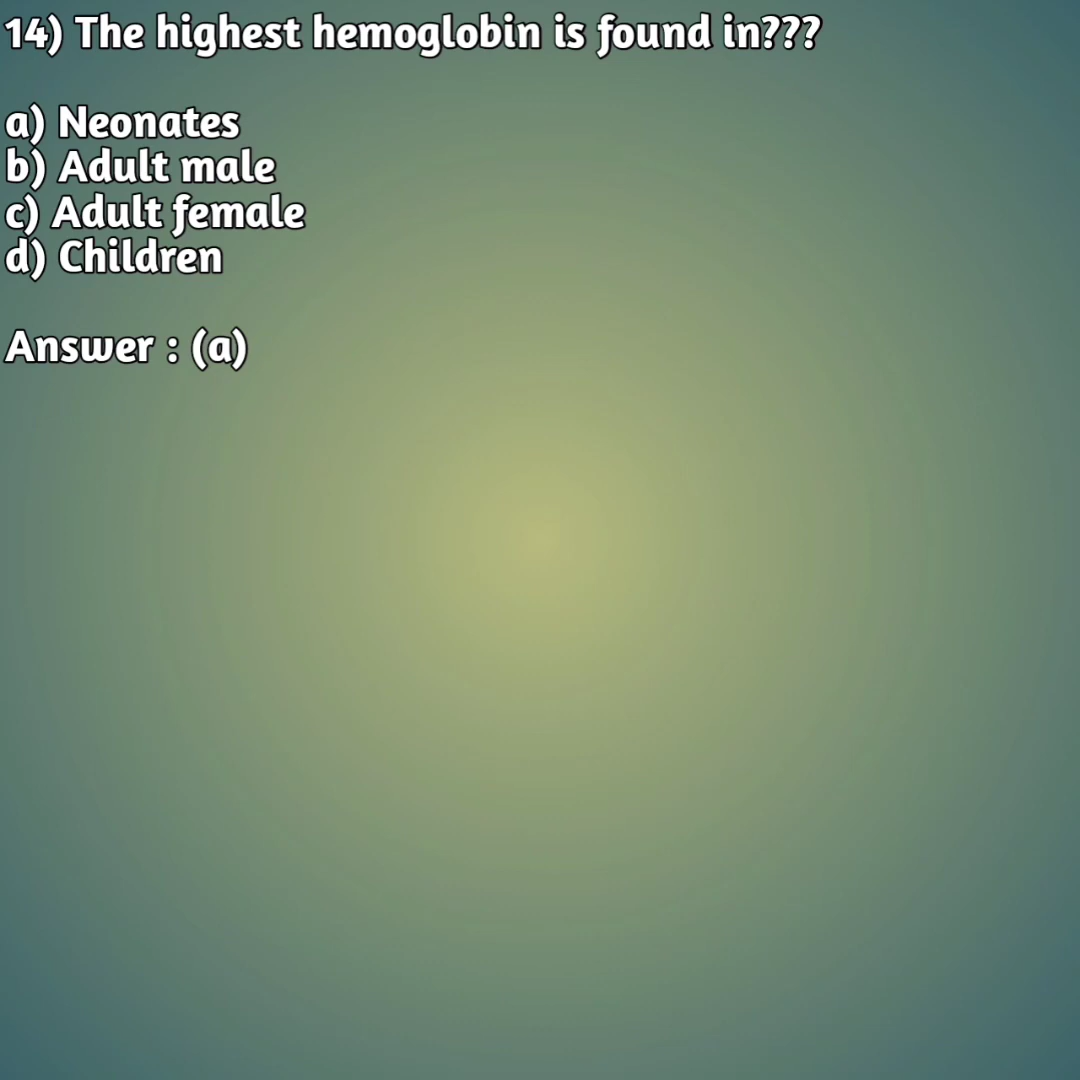 14) The highest hemoglobin is found in???
a) Neonates
b) Adult male
c) Adult female
d) Children
Answer : (a)